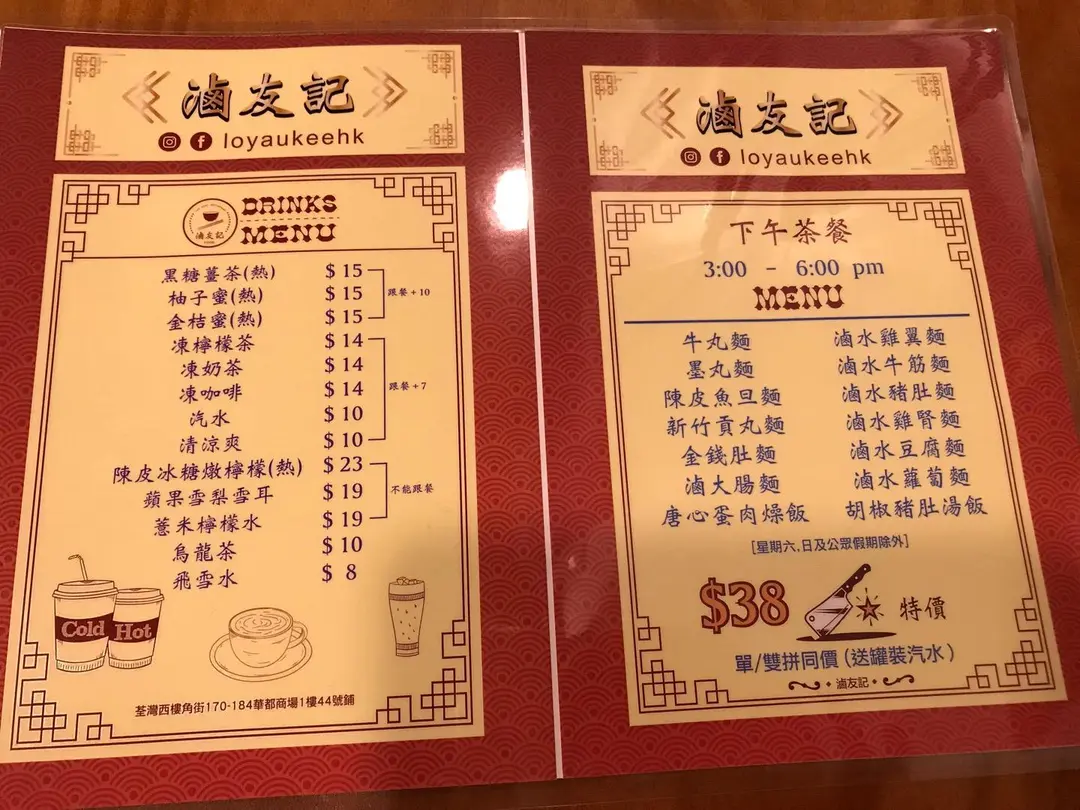 滷友記
loyaukeehk
滷友記
DRINKS
MENU
黑糖薑茶(熱) $ 15
柚子蜜(熱) $ 15
金桔蜜(熱) $ 15
跟餐+10
凍檸檬茶 $ 14
凍奶茶 $ 14
凍咖啡 $ 14
汽水 $ 10
清涼爽 $ 10
跟餐+7
陳皮冰糖燉檸檬(熱) $ 23
蘋果雪梨雪耳 $ 19
薏米檸檬水 $ 19
不能跟餐
烏龍茶 $ 10
飛雪水 $ 8
Cold Hot
荃灣西樓角街170-184華都商場1樓44號鋪
滷友記
loyaukeehk
下午茶餐
3:00 - 6:00 pm
MENU
牛丸麵 滷水雞翼麵
墨丸麵 滷水牛筋麵
陳皮魚旦麵 滷水豬肚麵
新竹貢丸麵 滷水雞腎麵
金錢肚麵 滷水豆腐麵
滷大腸麵 滷水蘿蔔麵
唐心蛋肉燥飯 胡椒豬肚湯飯
[星期六,日及公眾假期除外]
$38 特價
單/雙拼同價(送罐裝汽水)
滷友記